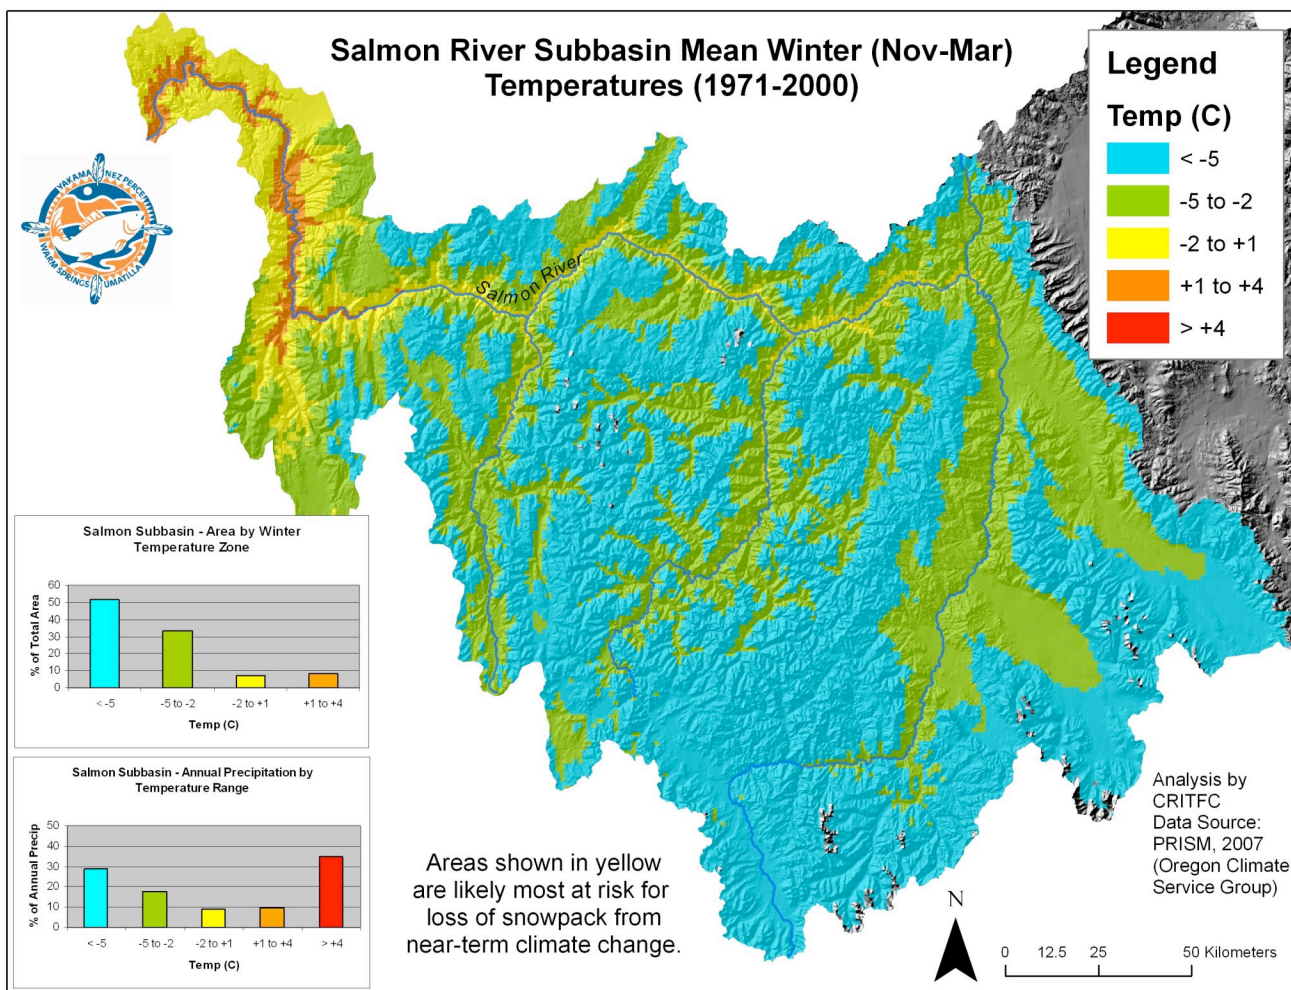 Salmon River Subbasin Mean Winter (Nov-Mar)
Temperatures (1971-2000)
Legend
Temp (C)
< -5
-5 to -2
-2 to +1
+1 to +4
> +4
YAKAMA
NEZ PERCE
WARM SPRINGS
UMATILLA
Salmon River
Salmon Subbasin - Area by Winter
Temperature Zone
% of Total Area
60
50
40
30
20
10
0
< -5
-5 to -2
-2 to +1
+1 to +4
Temp (C)
Salmon Subbasin - Annual Precipitation by
Temperature Range
% of Annual Precip
50
40
30
20
10
0
< -5
-5 to -2
-2 to +1
+1 to +4
> +4
Temp (C)
Areas shown in yellow
are likely most at risk for
loss of snowpack from
near-term climate change.
Analysis by
CRITFC
Data Source:
PRISM, 2007
(Oregon Climate
Service Group)
N
0 12.5 25 50 Kilometers